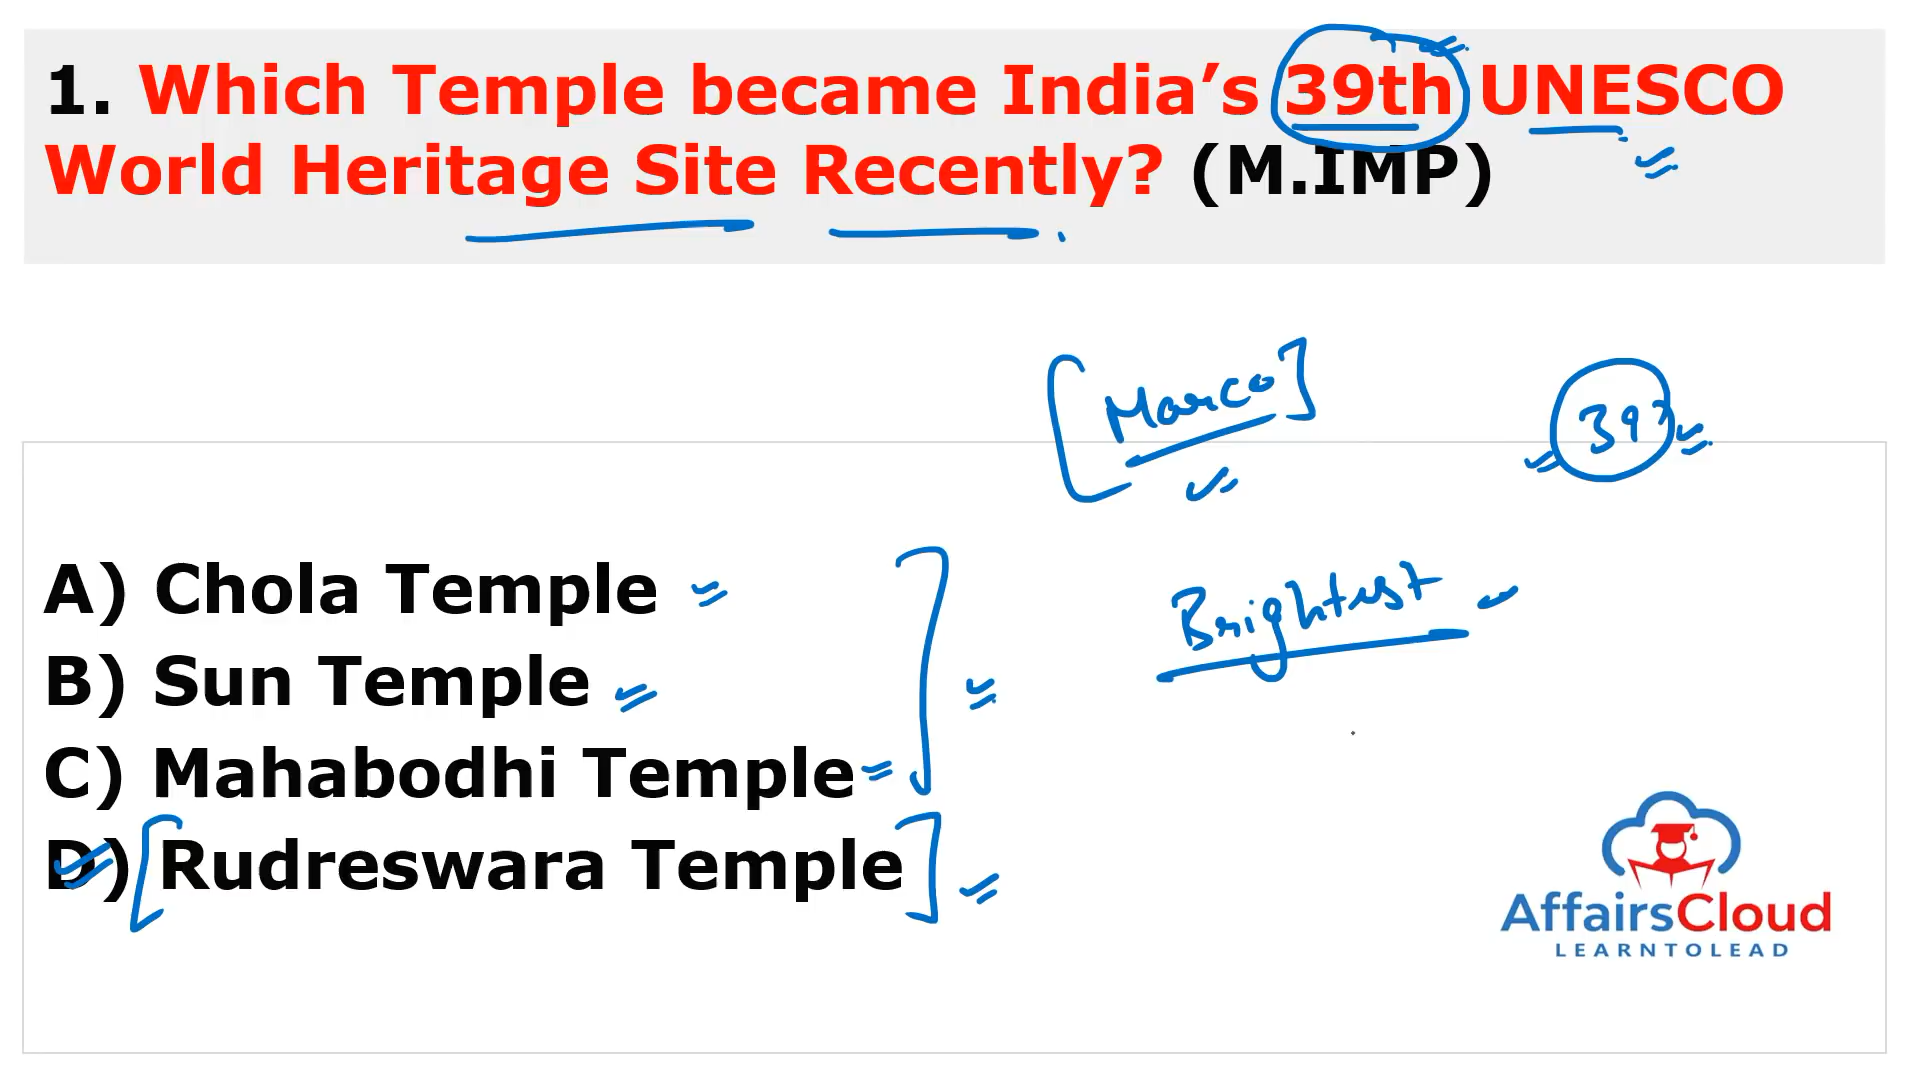 1. Which Temple became India’s 39th UNESCO
World Heritage Site Recently? (M.IMP)
[Marco]
39
A) Chola Temple
B) Sun Temple
C) Mahabodhi Temple
D) [Rudreswara Temple]
Brightest
AffairsCloud
LEARNTOLEAD